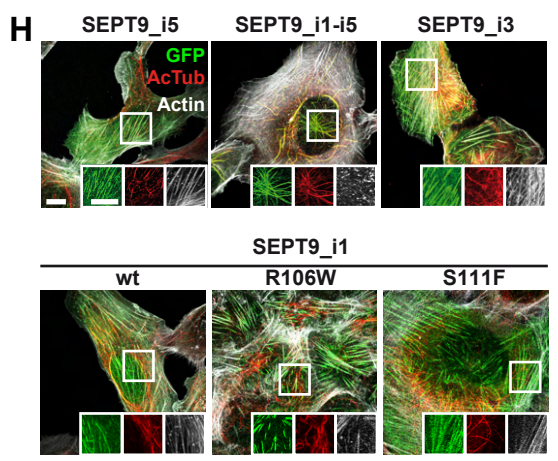 H
SEPT9_i5 SEPT9_i1-i5 SEPT9_i3
GFP
AcTub
Actin
SEPT9_i1
wt R106W S111F